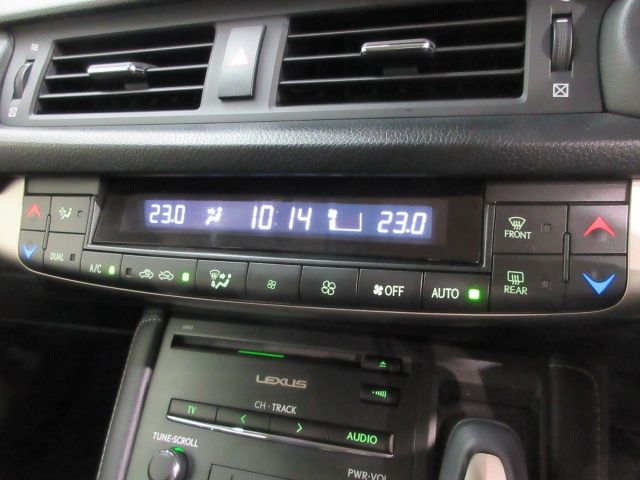 23.0 10:14 23.0
FRONT
DUAL
A/C OFF AUTO REAR
LEXUS
CH · TRACK
TV AUDIO
TUNE·SCROLL
PWR·VOL